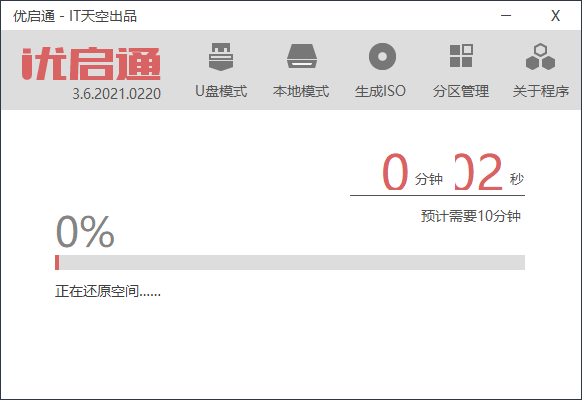 优启通 - IT天空出品
X
优启通
3.6.2021.0220
U盘模式
本地模式
生成ISO
分区管理
关于程序
0 分钟 02 秒
预计需要10分钟
0%
正在还原空间......